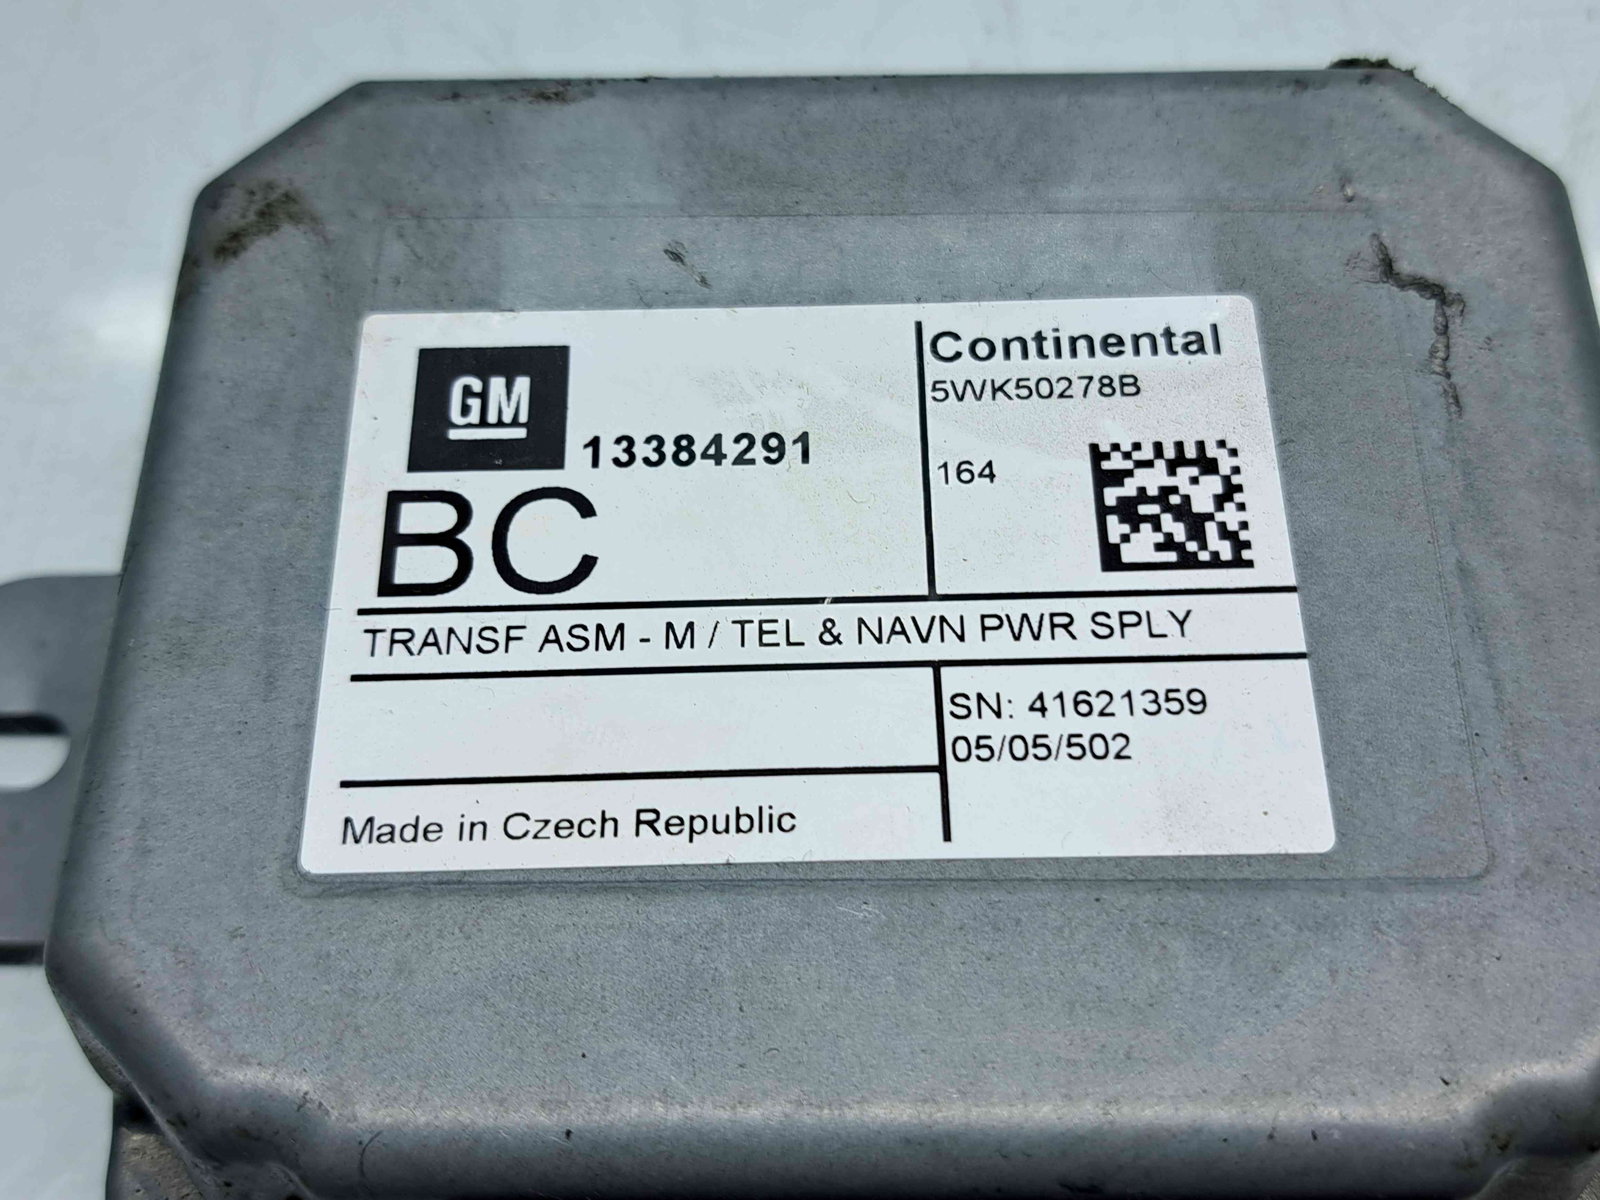 GM
13384291
BC
Continental
5WK50278B
164
TRANSF ASM - M / TEL & NAVN PWR SPLY
SN: 41621359
05/05/502
Made in Czech Republic